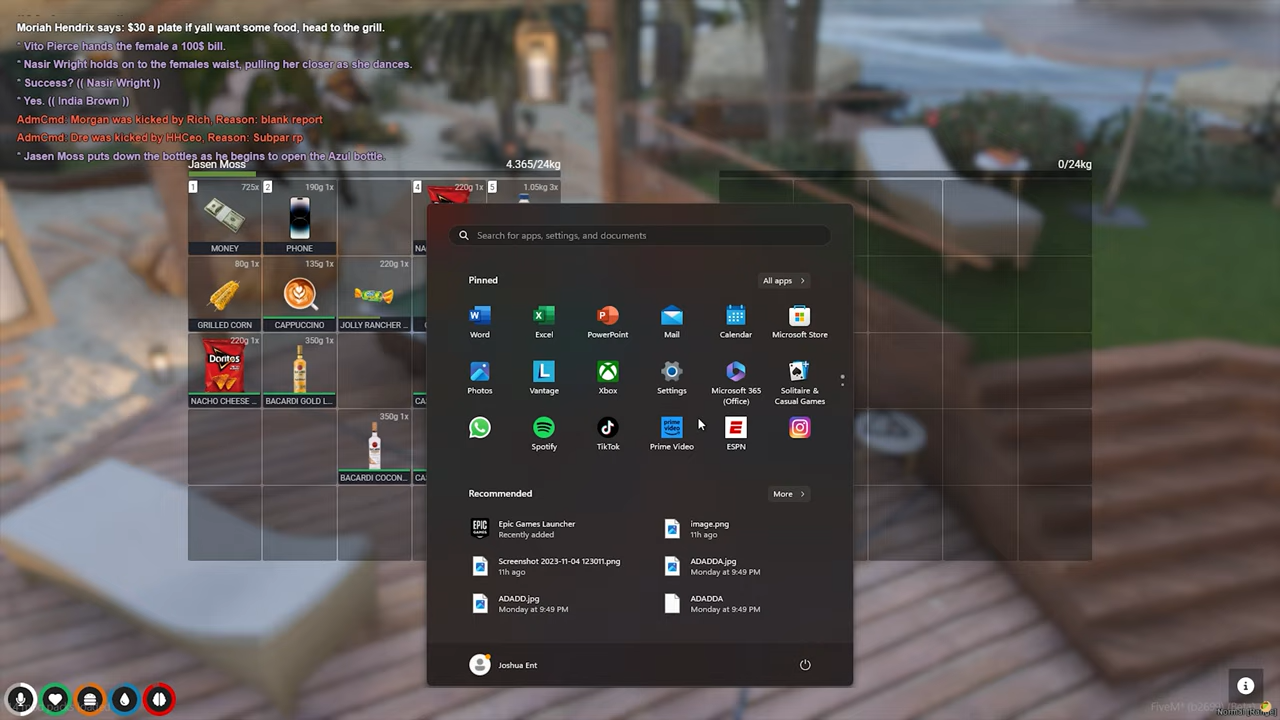 Moriah Hendrix says: $30 a plate if yall want some food, head to the grill.
* Vito Pierce hands the female a 100$ bill.
* Nasir Wright holds on to the females waist, pulling her closer as she dances.
* Success? (( Nasir Wright ))
* Yes. (( India Brown ))
AdmCmd: Morgan was kicked by Rich, Reason: blank report
AdmCmd: Dre was kicked by HHCeo, Reason: Subpar rp
* Jasen Moss puts down the bottles as he begins to open the Azul bottle.
Jasen Moss 4.365/24kg 0/24kg
1 725x 2 190g 1x 4 220g 1x 5 1.05kg 3x
MONEY PHONE NA
80g 1x 135g 1x 220g 1x
GRILLED CORN CAPPUCCINO JOLLY RANCHER ...
220g 1x 350g 1x
Doritos
NACHO CHEESE ... BACARDI GOLD L... CA
350g 1x
BACARDI COCON... CA
Search for apps, settings, and documents
Pinned All apps >
Word Excel PowerPoint Mail Calendar Microsoft Store
Photos Vantage Xbox Settings Microsoft 365 (Office) Solitaire & Casual Games
Spotify TikTok prime video Prime Video ESPN
Recommended More >
Epic Games Launcher
Recently added
image.png
11h ago
Screenshot 2023-11-04 123011.png
11h ago
ADADDA.jpg
Monday at 9:49 PM
ADADD.jpg
Monday at 9:49 PM
ADADDA
Monday at 9:49 PM
Joshua Ent